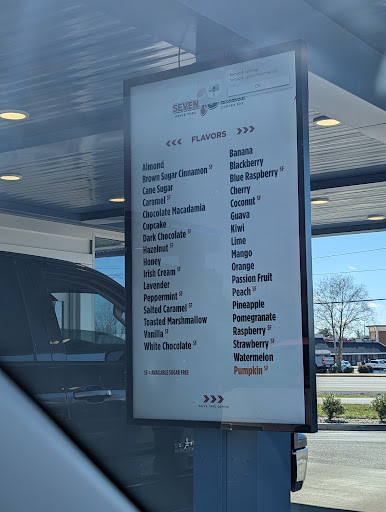 SEVEN
OK
<<< FLAVORS >>>
Almond
Brown Sugar Cinnamon SF
Cane Sugar
Caramel SF
Chocolate Macadamia
Cupcake
Dark Chocolate SF
Hazelnut SF
Honey
Irish Cream SF
Lavender
Peppermint SF
Salted Caramel SF
Toasted Marshmallow
Vanilla SF
White Chocolate SF
Banana
Blackberry
Blue Raspberry SF
Cherry
Coconut SF
Guava
Kiwi
Lime
Mango
Orange
Passion Fruit
Peach SF
Pineapple
Pomegranate
Raspberry SF
Strawberry SF
Watermelon
Pumpkin SF
SF = AVAILABLE SUGAR FREE
>>>